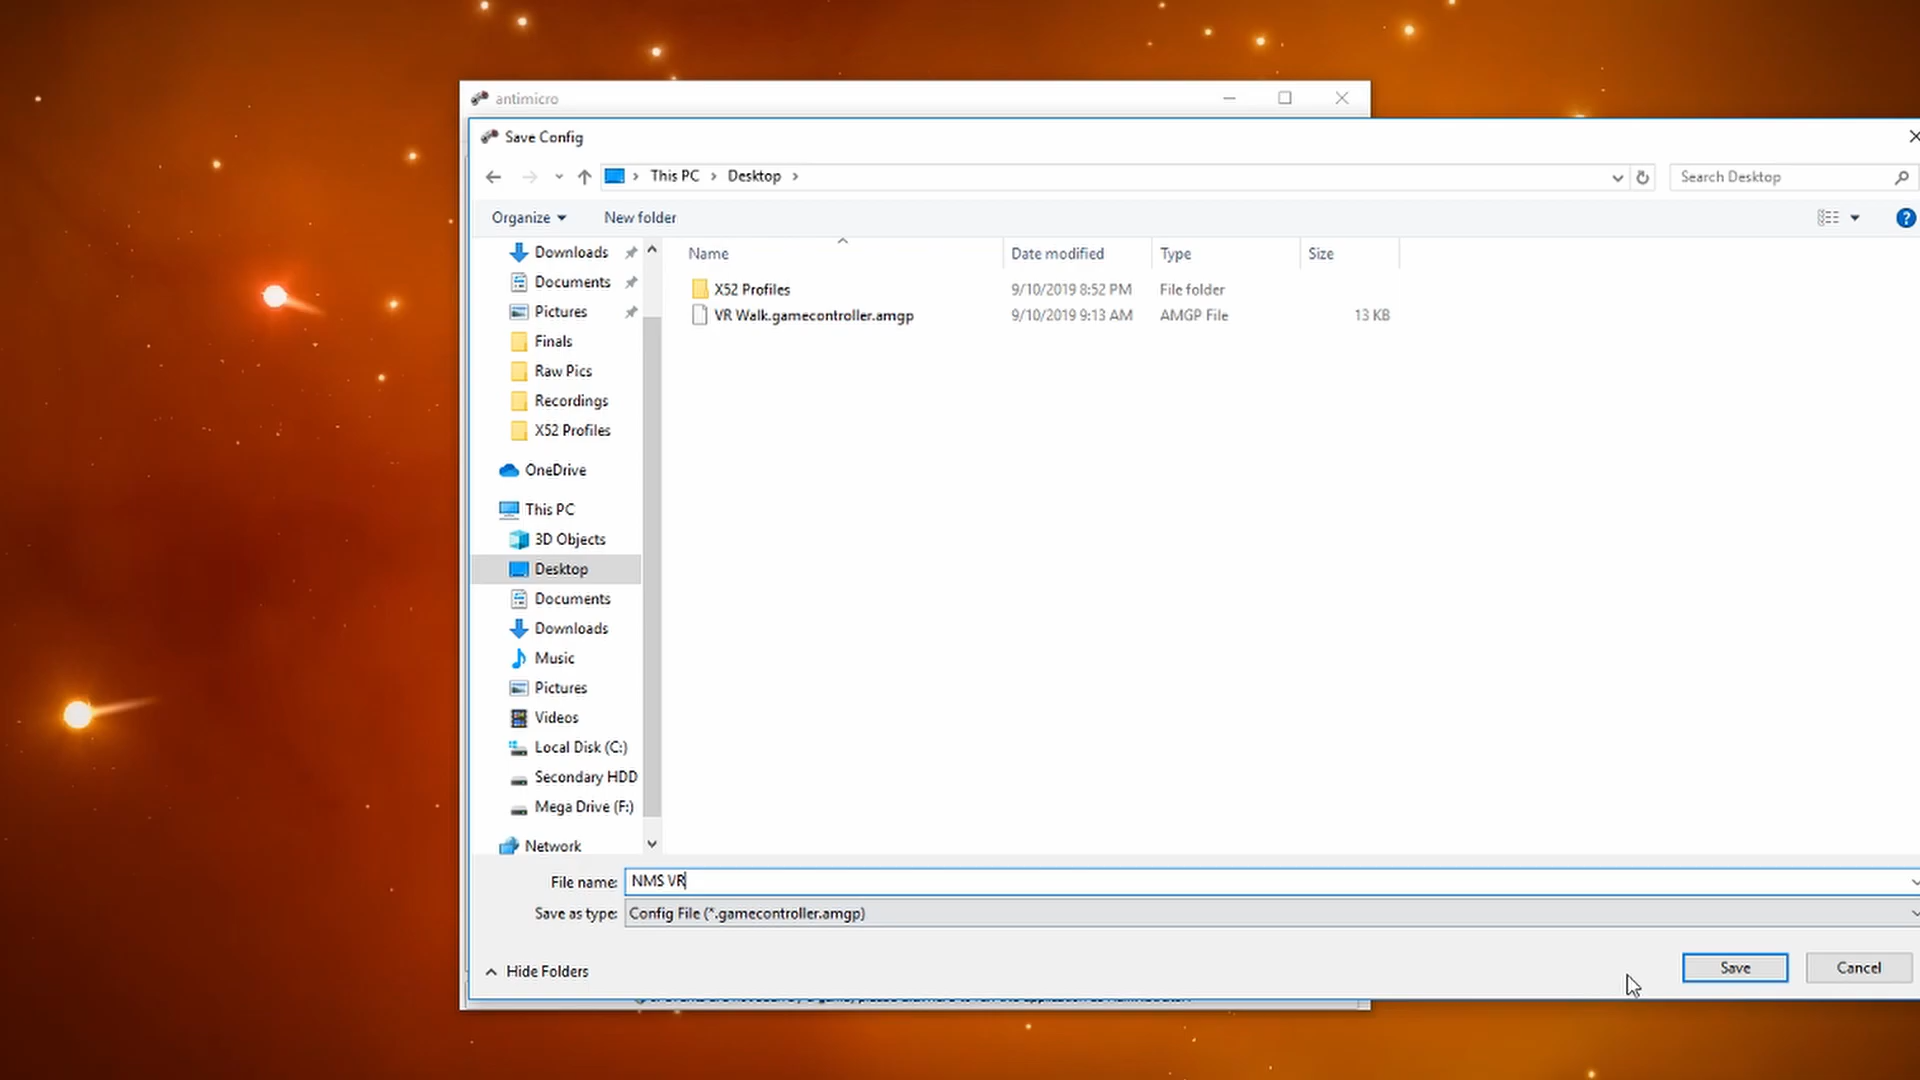 antimicro
Save Config
This PC > Desktop >
Search Desktop
Organize
New folder
Name
Date modified
Type
Size
Downloads
Documents
Pictures
Finals
Raw Pics
Recordings
X52 Profiles
OneDrive
This PC
3D Objects
Desktop
Documents
Downloads
Music
Pictures
Videos
Local Disk (C:)
Secondary HDD
Mega Drive (F:)
Network
X52 Profiles 9/10/2019 8:52 PM File folder
VR Walk.gamecontroller.amgp 9/10/2019 9:13 AM AMGP File 13 KB
File name: NMS VR
Save as type: Config File (*.gamecontroller.amgp)
Hide Folders
Save
Cancel